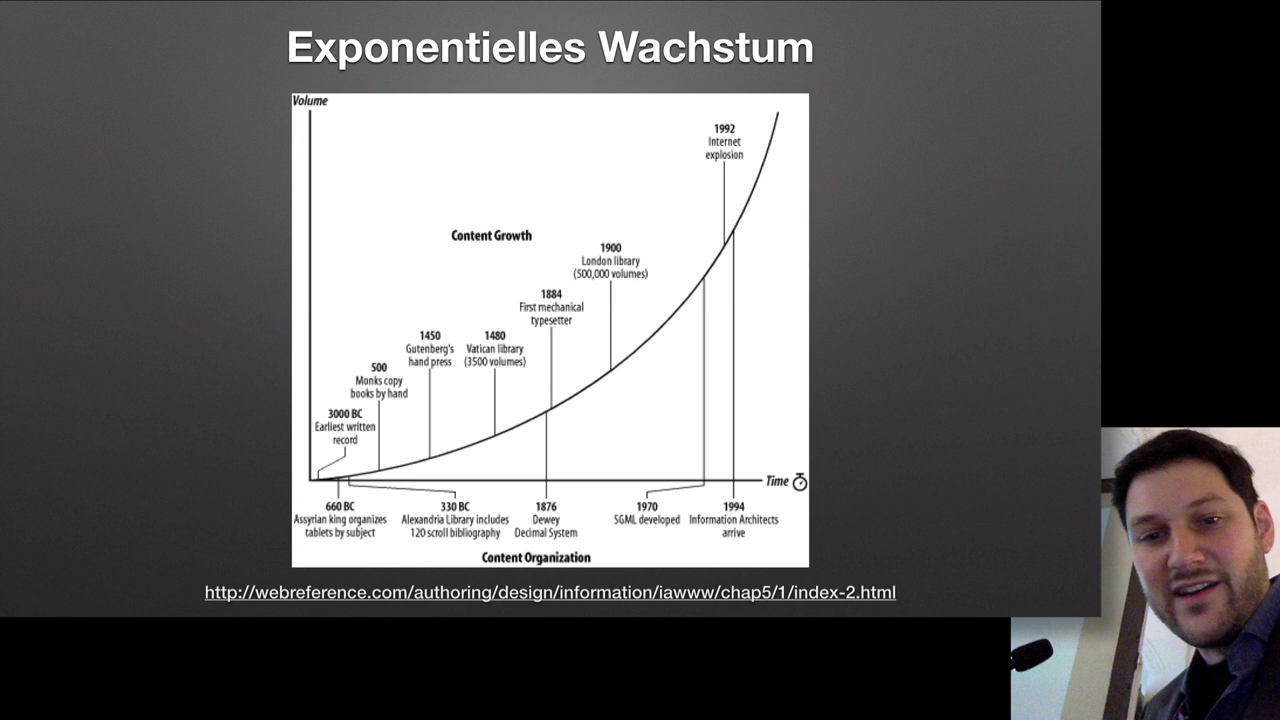 Exponentielles Wachstum
Volume
1992
Internet
explosion
Content Growth
1900
London library
(500,000 volumes)
1884
First mechanical
typesetter
1450
Gutenberg's
hand press
1480
Vatican library
(3500 volumes)
500
Monks copy
books by hand
3000 BC
Earliest written
record
Time
660 BC
Assyrian king organizes
tablets by subject
330 BC
Alexandria Library includes
120 scroll bibliography
1876
Dewey
Decimal System
1970
SGML developed
1994
Information Architects
arrive
Content Organization
http://webreference.com/authoring/design/information/iawww/chap5/1/index-2.html